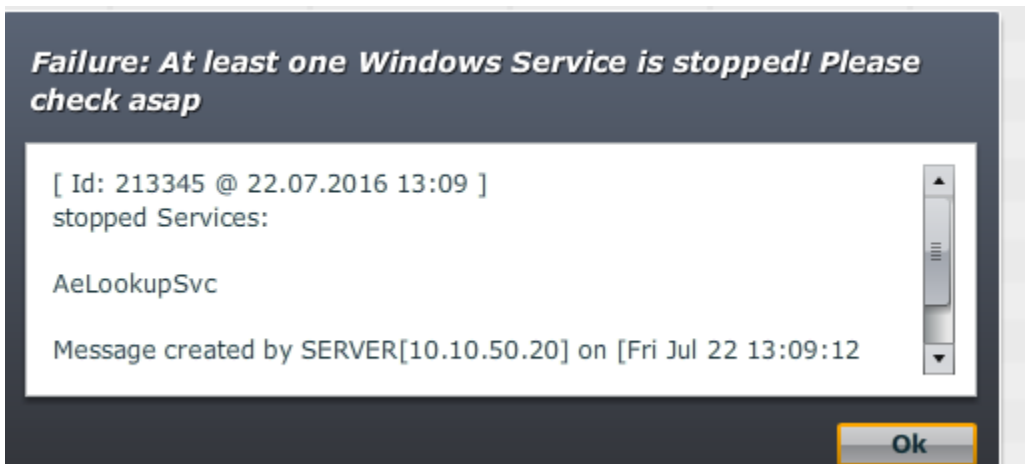 Failure: At least one Windows Service is stopped! Please
check asap
[ Id: 213345 @ 22.07.2016 13:09 ]
stopped Services:
AeLookupSvc
Message created by SERVER[10.10.50.20] on [Fri Jul 22 13:09:12
Ok